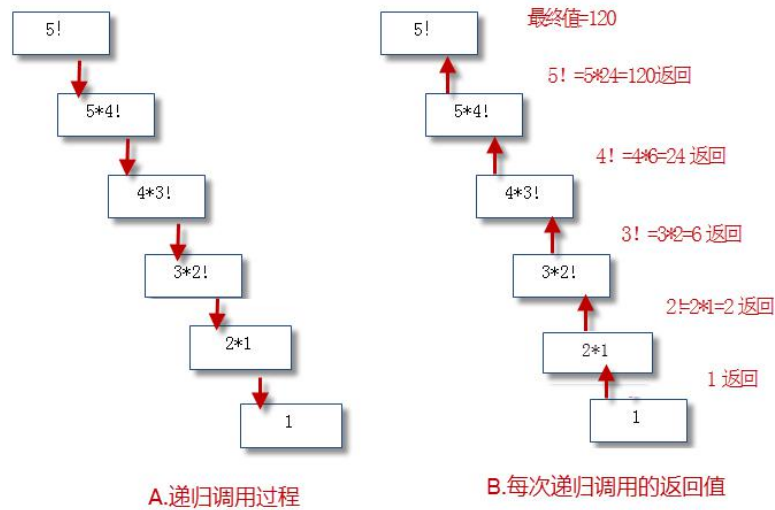 5!
5*4!
4*3!
3*2!
2*1
1
A.递归调用过程
5!
最终值=120
5! =5*24=120返回
5*4!
4! =4*6=24 返回
4*3!
3! =3*2=6 返回
3*2!
2!=2*1=2 返回
2*1
1 返回
1
B.每次递归调用的返回值